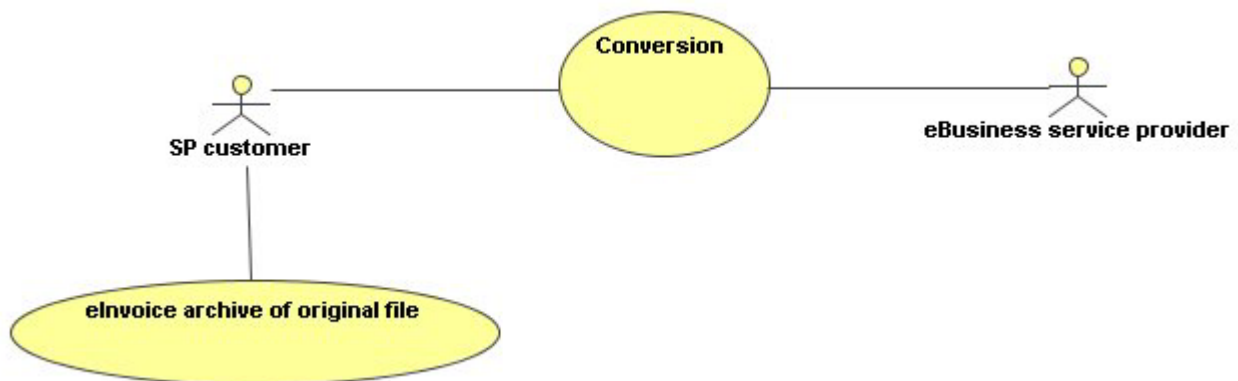 Conversion
eBusiness service provider
SP customer
eInvoice archive of original file